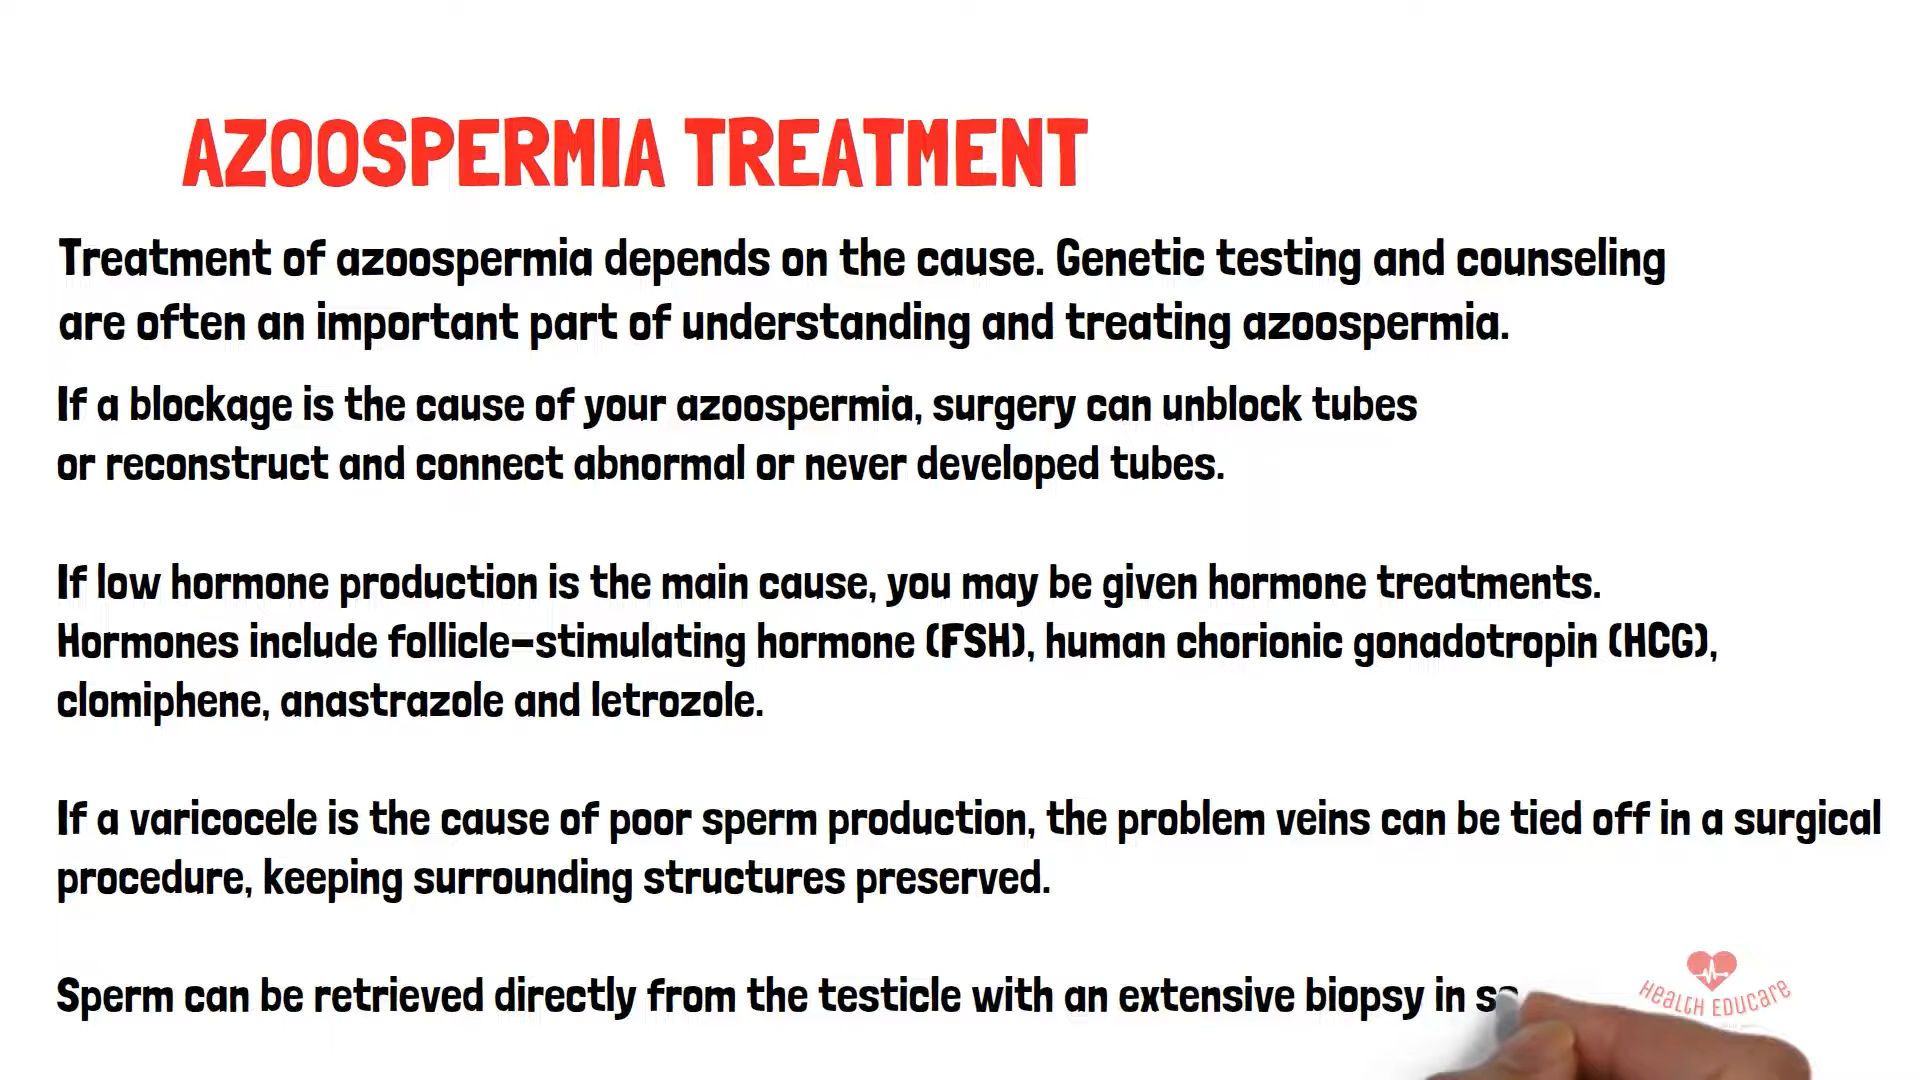 AZOOSPERMIA TREATMENT
Treatment of azoospermia depends on the cause. Genetic testing and counseling
are often an important part of understanding and treating azoospermia.
If a blockage is the cause of your azoospermia, surgery can unblock tubes
or reconstruct and connect abnormal or never developed tubes.
If low hormone production is the main cause, you may be given hormone treatments.
Hormones include follicle-stimulating hormone (FSH), human chorionic gonadotropin (HCG),
clomiphene, anastrazole and letrozole.
If a varicocele is the cause of poor sperm production, the problem veins can be tied off in a surgical
procedure, keeping surrounding structures preserved.
Sperm can be retrieved directly from the testicle with an extensive biopsy in
HEALTH EDUCARE